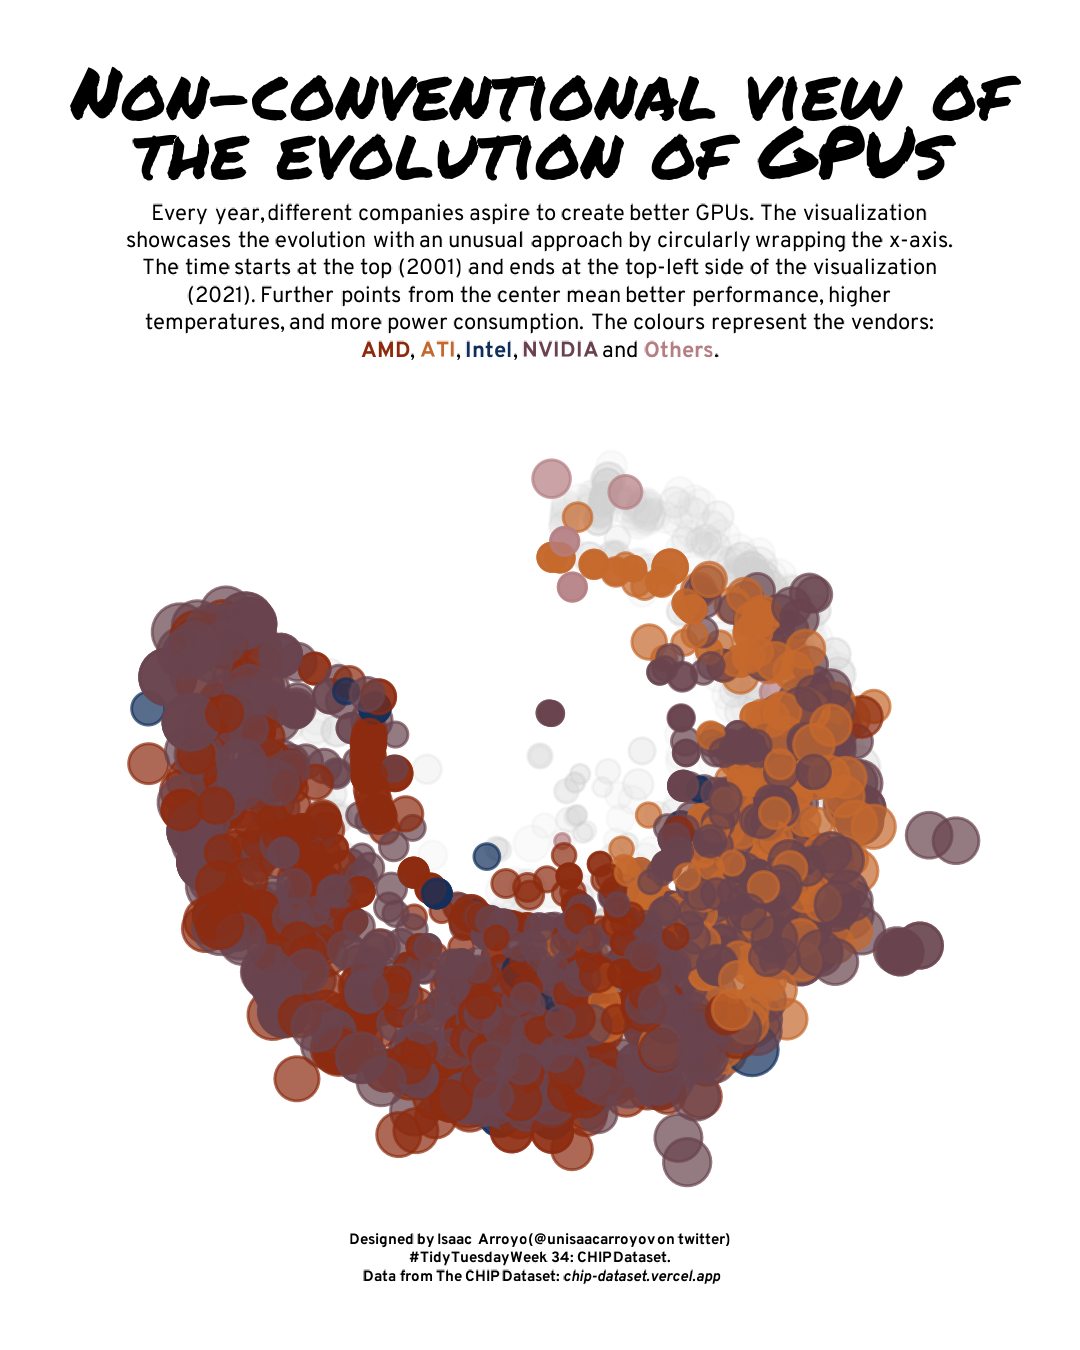 Non-conventional view of
the evolution of GPUs
Every year, different companies aspire to create better GPUs. The visualization
showcases the evolution with an unusual approach by circularly wrapping the x-axis.
The time starts at the top (2001) and ends at the top-left side of the visualization
(2021). Further points from the center mean better performance, higher
temperatures, and more power consumption. The colours represent the vendors:
AMD, ATI, Intel, NVIDIA and Others.
Designed by Isaac Arroyo (@unisaacarroyov on twitter)
#TidyTuesday Week 34: CHIP Dataset.
Data from The CHIP Dataset: chip-dataset.vercel.app